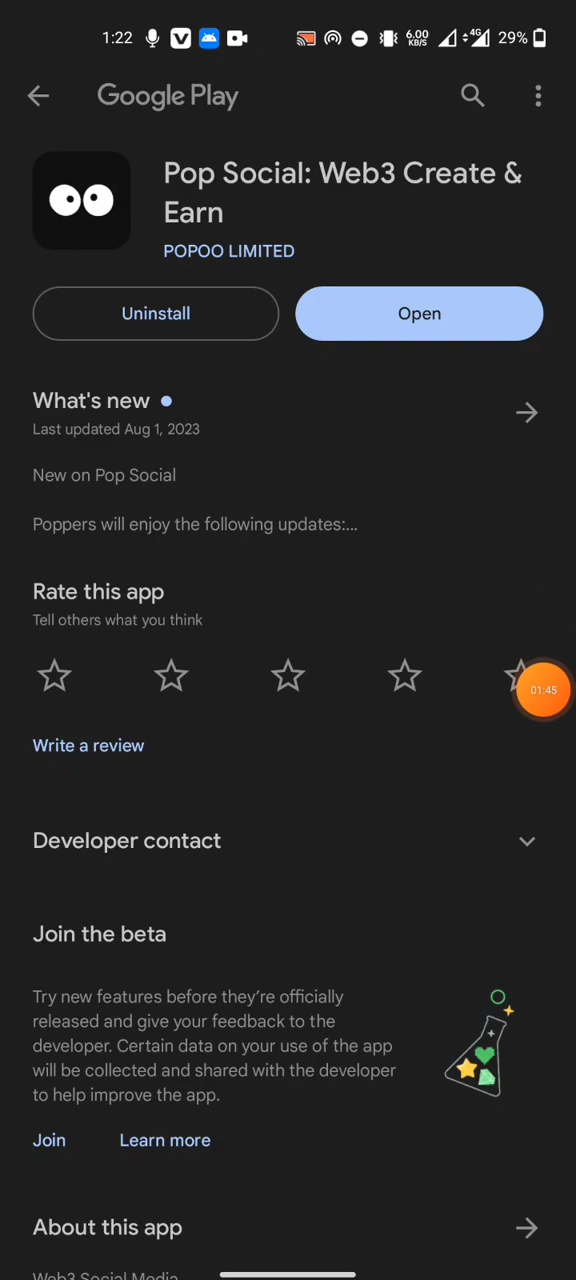 1:22
6.00
KB/S
4G
29%
Google Play
Pop Social: Web3 Create &
Earn
POPOO LIMITED
Uninstall
Open
What's new
Last updated Aug 1, 2023
New on Pop Social
Poppers will enjoy the following updates:...
Rate this app
Tell others what you think
01:45
Write a review
Developer contact
Join the beta
Try new features before they're officially
released and give your feedback to the
developer. Certain data on your use of the app
will be collected and shared with the developer
to help improve the app.
Join
Learn more
About this app
Web3 Social Media